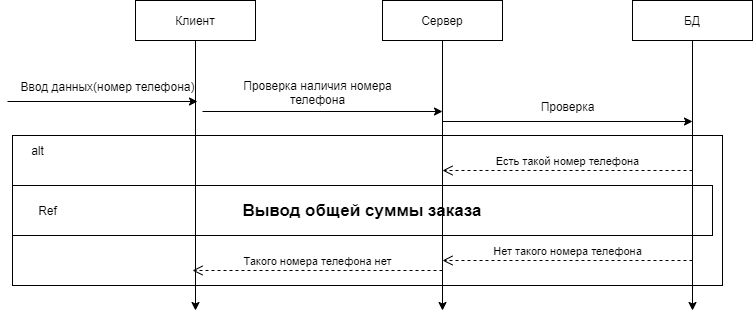 Клиент
Сервер
БД
Ввод данных(номер телефона)
Проверка наличия номера
телефона
Проверка
alt
Есть такой номер телефона
Ref
Вывод общей суммы заказа
Нет такого номера телефона
Такого номера телефона нет